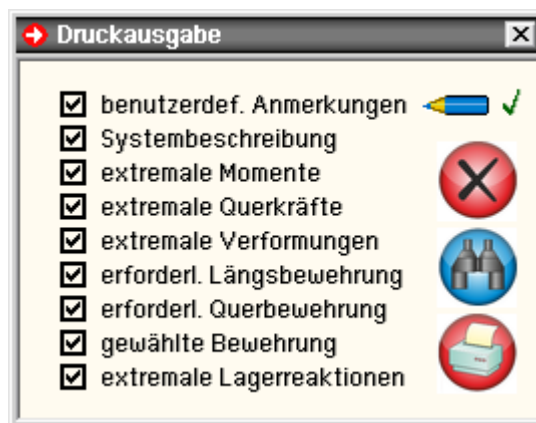 Druckausgabe
benutzerdef. Anmerkungen
Systembeschreibung
extremale Momente
extremale Querkräfte
extremale Verformungen
erforderl. Längsbewehrung
erforderl. Querbewehrung
gewählte Bewehrung
extremale Lagerreaktionen